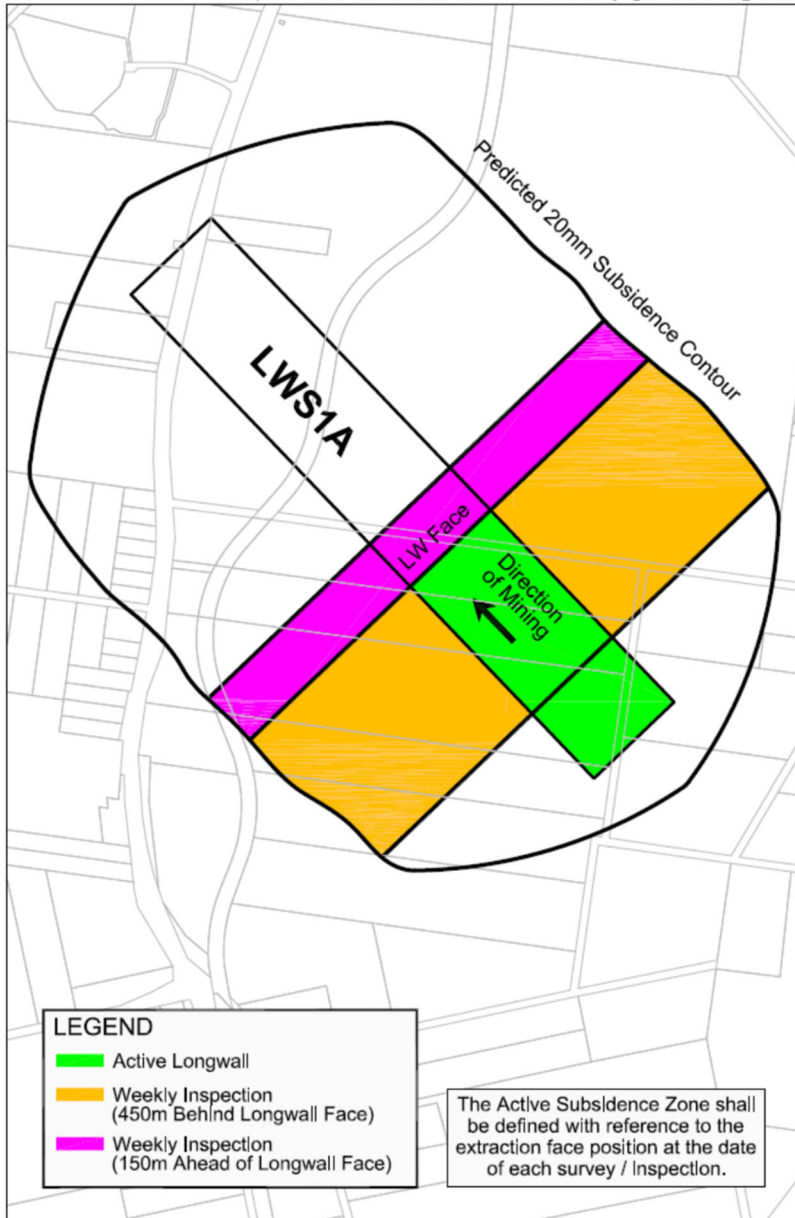 Predicted 20mm Subsidence Contour
LWS1A
LW Face
Direction
of Mining
LEGEND
Active Longwall
Weekly Inspection
(450m Behind Longwall Face)
Weekly Inspection
(150m Ahead of Longwall Face)
The Active Subsidence Zone shall
be defined with reference to the
extraction face position at the date
of each survey / Inspection.